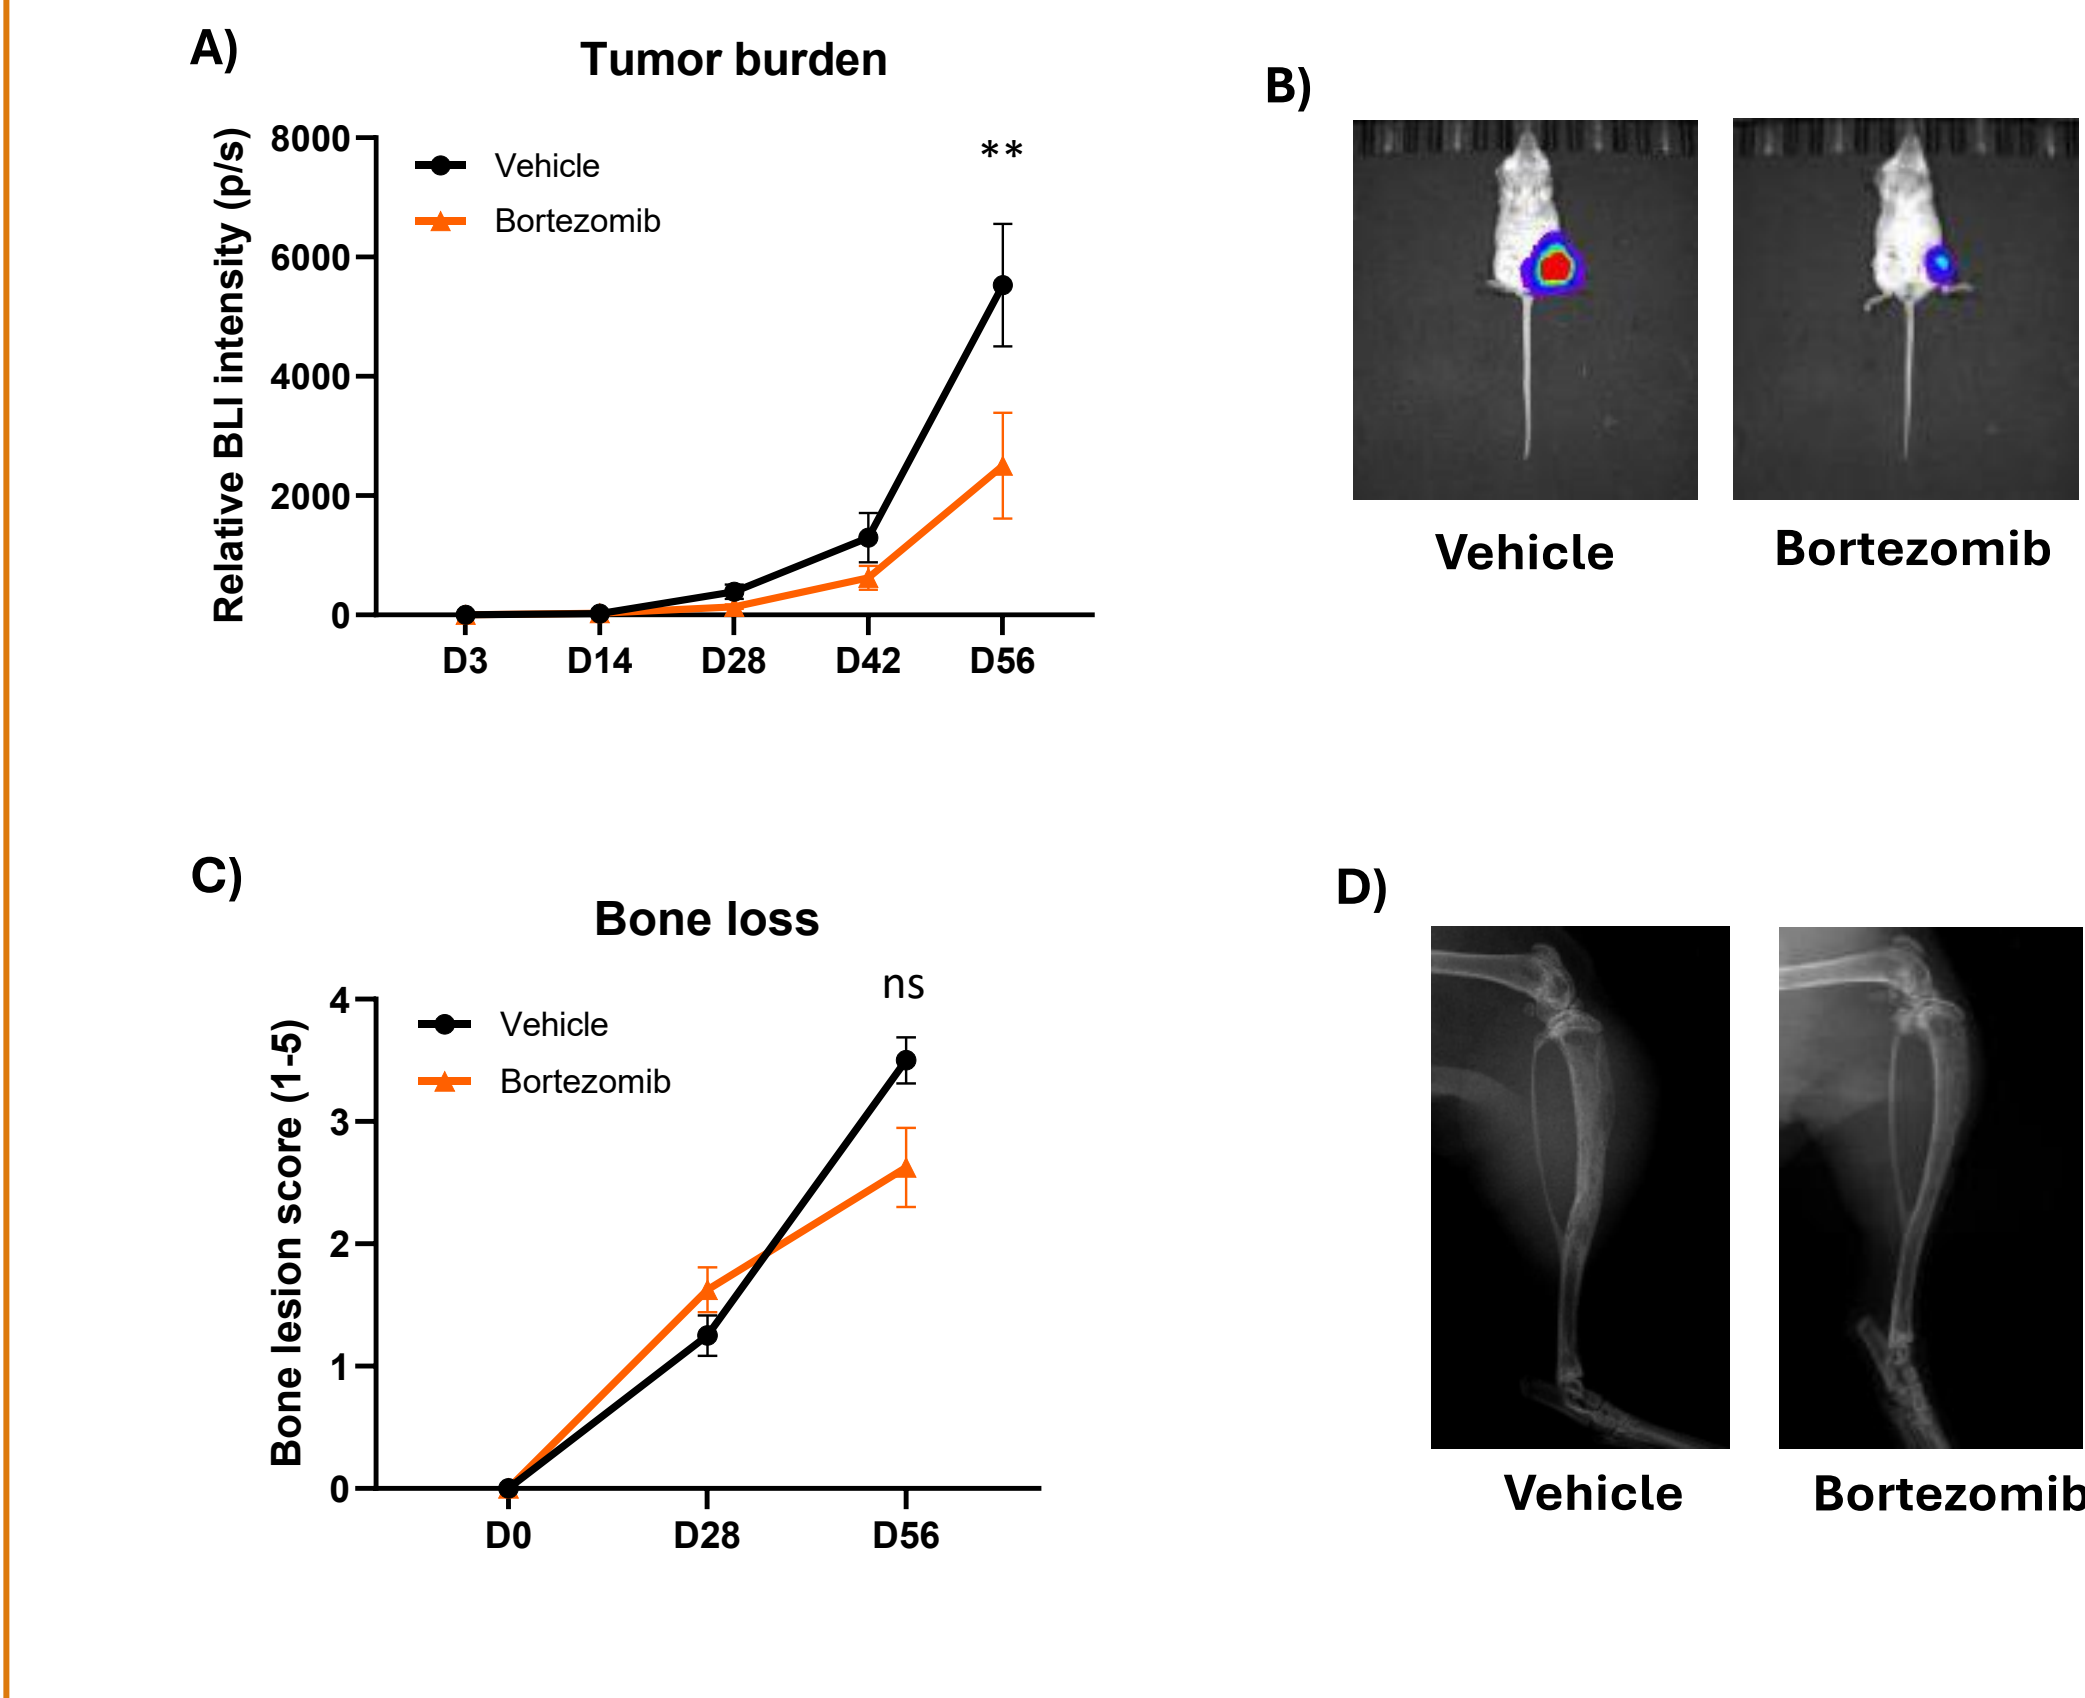 A)
Tumor burden
Relative BLI intensity (p/s)
8000
6000
4000
2000
0
Vehicle
Bortezomib
**
D3 D14 D28 D42 D56
B)
Vehicle Bortezomib
C)
Bone loss
Bone lesion score (1-5)
4
3
2
1
0
Vehicle
Bortezomib
ns
D0 D28 D56
D)
Vehicle Bortezomib